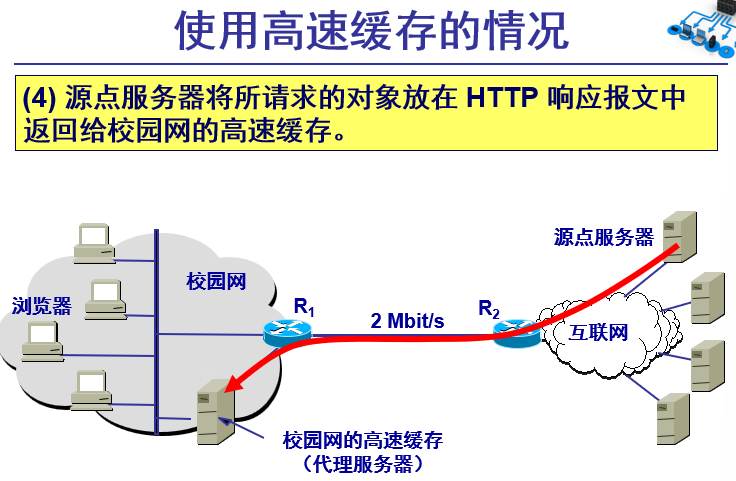 使用高速缓存的情况
(4) 源点服务器将所请求的对象放在 HTTP 响应报文中
返回给校园网的高速缓存。
源点服务器
校园网
浏览器
R1
2 Mbit/s
R2
互联网
校园网的高速缓存
（代理服务器）